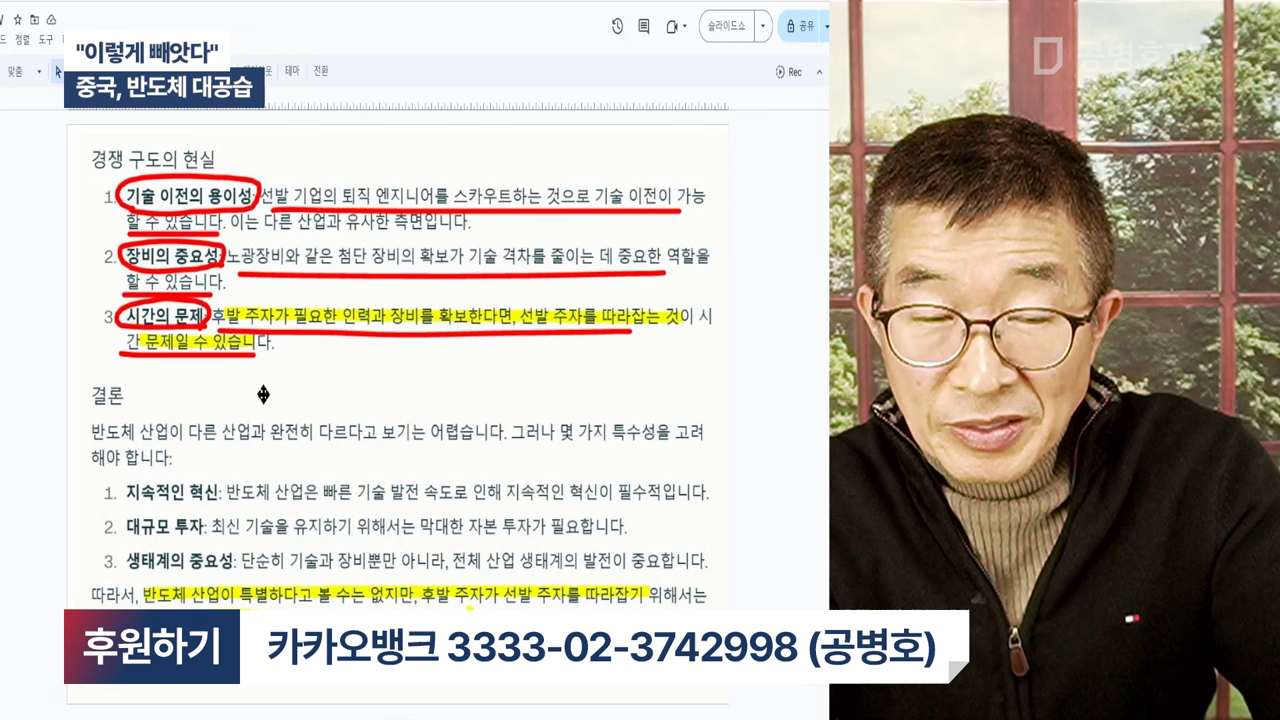 슬라이드쇼
공유
정렬 도구
"이렇게 빼앗다"
맞춤
테마
전환
Rec
중국, 반도체 대공습
공병호
경쟁 구도의 현실
1. 기술 이전의 용이성: 선발 기업의 퇴직 엔지니어를 스카우트하는 것으로 기술 이전이 가능
할 수 있습니다. 이는 다른 산업과 유사한 측면입니다.
2. 장비의 중요성: 노광장비와 같은 첨단 장비의 확보가 기술 격차를 줄이는 데 중요한 역할을
할 수 있습니다.
3. 시간의 문제: 후발 주자가 필요한 인력과 장비를 확보한다면, 선발 주자를 따라잡는 것이 시
간 문제일 수 있습니다.
결론
반도체 산업이 다른 산업과 완전히 다르다고 보기는 어렵습니다. 그러나 몇 가지 특수성을 고려
해야 합니다:
1. 지속적인 혁신: 반도체 산업은 빠른 기술 발전 속도로 인해 지속적인 혁신이 필수적입니다.
2. 대규모 투자: 최신 기술을 유지하기 위해서는 막대한 자본 투자가 필요합니다.
3. 생태계의 중요성: 단순히 기술과 장비뿐만 아니라, 전체 산업 생태계의 발전이 중요합니다.
따라서, 반도체 산업이 특별하다고 볼 수는 없지만, 후발 주자가 선발 주자를 따라잡기 위해서는
후원하기
카카오뱅크 3333-02-3742998 (공병호)